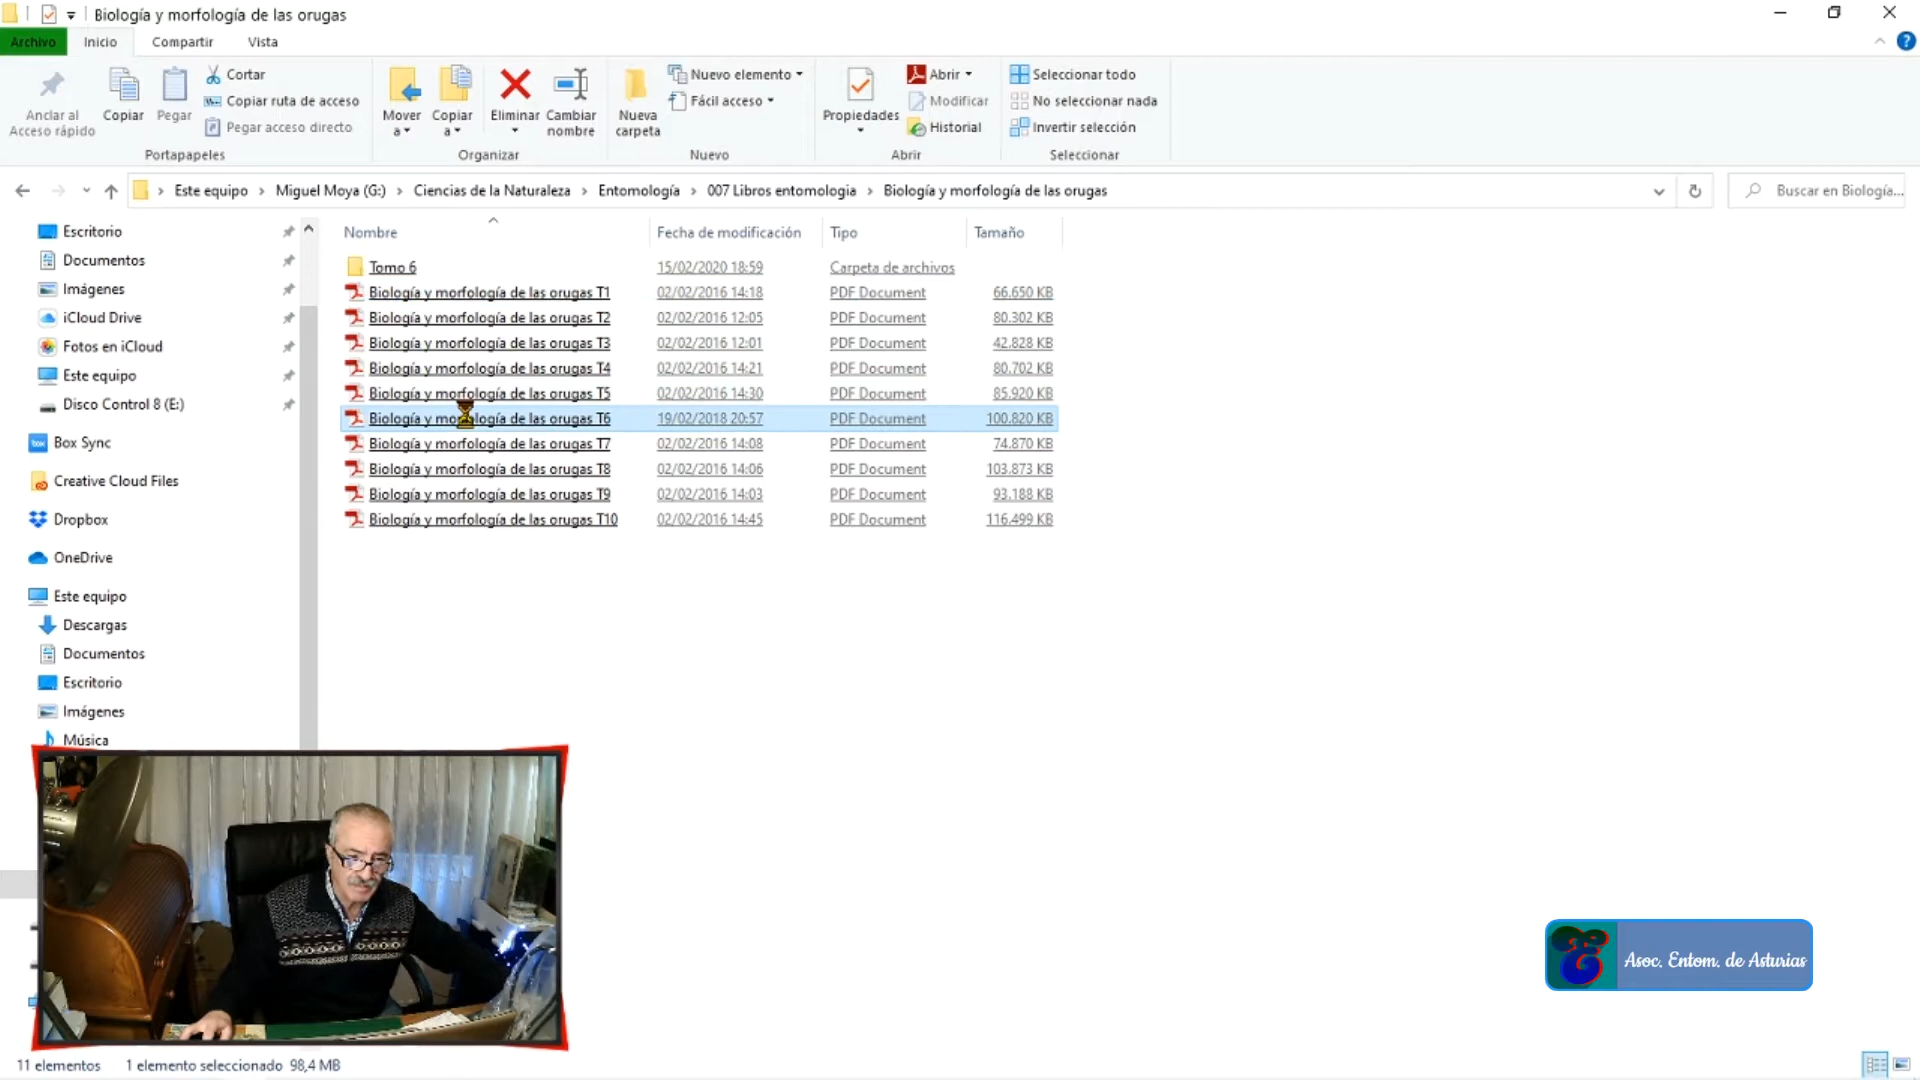 Biología y morfología de las orugas
Archivo Inicio Compartir Vista
Anclar al Acceso rápido
Copiar
Pegar
Cortar
Copiar ruta de acceso
Pegar acceso directo
Portapapeles
Mover a
Copiar a
Eliminar
Cambiar nombre
Organizar
Nueva carpeta
Nuevo elemento
Fácil acceso
Nuevo
Propiedades
Abrir
Modificar
Historial
Abrir
Seleccionar todo
No seleccionar nada
Invertir selección
Seleccionar
Este equipo > Miguel Moya (G:) > Ciencias de la Naturaleza > Entomología > 007 Libros entomologia > Biología y morfología de las orugas
Buscar en Biología...
Escritorio
Documentos
Imágenes
iCloud Drive
Fotos en iCloud
Este equipo
Disco Control 8 (E:)
Box Sync
Creative Cloud Files
Dropbox
OneDrive
Este equipo
Descargas
Documentos
Escritorio
Imágenes
Música
Nombre Fecha de modificación Tipo Tamaño
Tomo 6 15/02/2020 18:59 Carpeta de archivos
Biología y morfología de las orugas T1 02/02/2016 14:18 PDF Document 66.650 KB
Biología y morfología de las orugas T2 02/02/2016 12:05 PDF Document 80.302 KB
Biología y morfología de las orugas T3 02/02/2016 12:01 PDF Document 42.828 KB
Biología y morfología de las orugas T4 02/02/2016 14:21 PDF Document 80.702 KB
Biología y morfología de las orugas T5 02/02/2016 14:30 PDF Document 85.920 KB
Biología y morfología de las orugas T6 19/02/2018 20:57 PDF Document 100.820 KB
Biología y morfología de las orugas T7 02/02/2016 14:08 PDF Document 74.870 KB
Biología y morfología de las orugas T8 02/02/2016 14:06 PDF Document 103.873 KB
Biología y morfología de las orugas T9 02/02/2016 14:03 PDF Document 93.188 KB
Biología y morfología de las orugas T10 02/02/2016 14:45 PDF Document 116.499 KB
Asoc. Entom. de Asturias
11 elementos 1 elemento seleccionado 98,4 MB